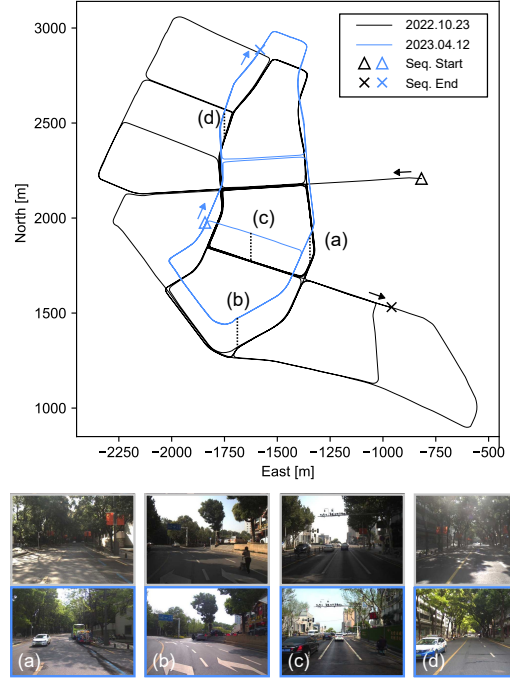 2022.10.23
2023.04.12
Seq. Start
Seq. End
3000
2500
2000
1500
1000
North [m]
(d)
(c)
(a)
(b)
−2250 −2000 −1750 −1500 −1250 −1000 −750 −500
East [m]
(a) (b) (c) (d)